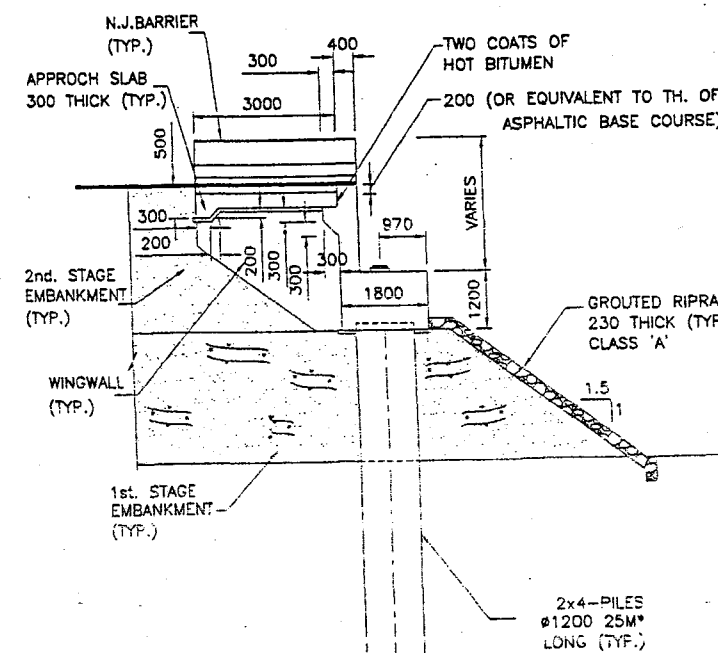 N.J.BARRIER
(TYP.)
400
300
TWO COATS OF
HOT BITUMEN
APPROCH SLAB
300 THICK (TYP.)
3000
200 (OR EQUIVALENT TO TH. OF
ASPHALTIC BASE COURSE)
500
VARIES
300
970
200
200
300
300
300
2nd. STAGE
EMBANKMENT
(TYP.)
1800
1200
GROUTED RIPRA
230 THICK (TYP
CLASS 'A'
WINGWALL
(TYP.)
1.5
1
1st. STAGE
EMBANKMENT
(TYP.)
2x4-PILES
ø1200 25M*
LONG (TYP.)